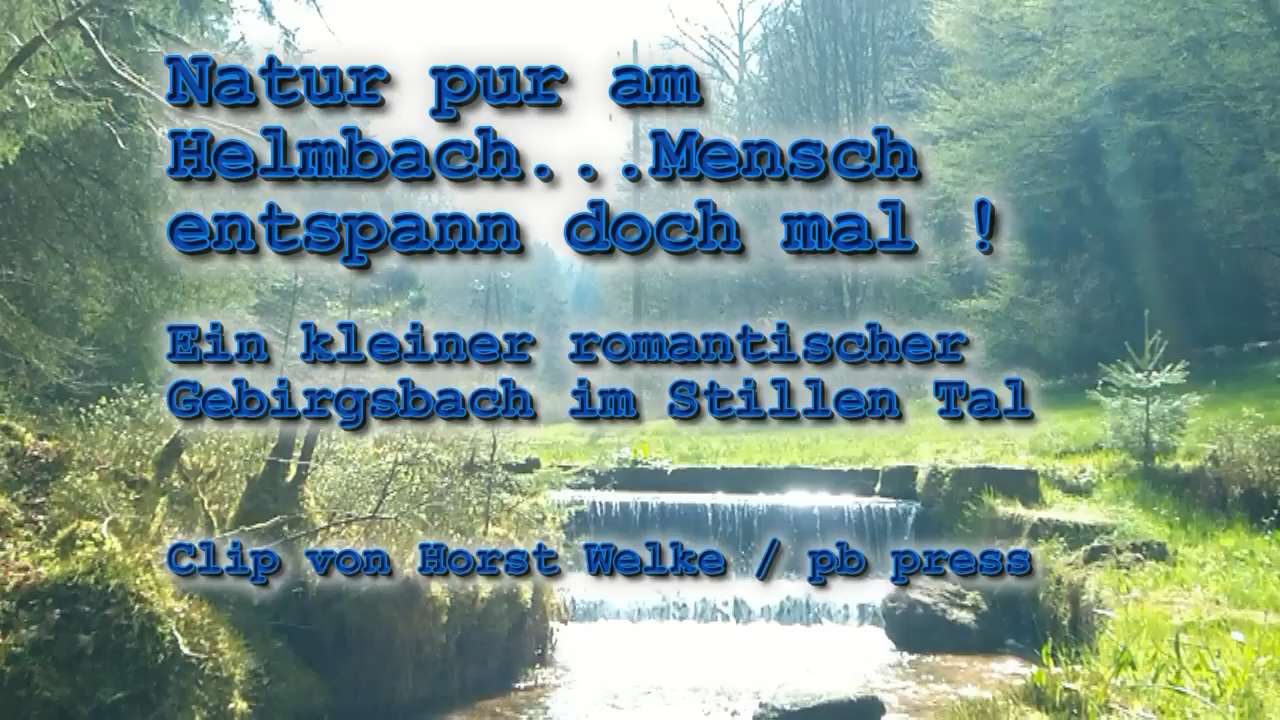 Natur pur am
Helmbach...Mensch
entspann doch mal !
Ein kleiner romantischer
Gebirgsbach im Stillen Tal
Clip von Horst Welke / pb press